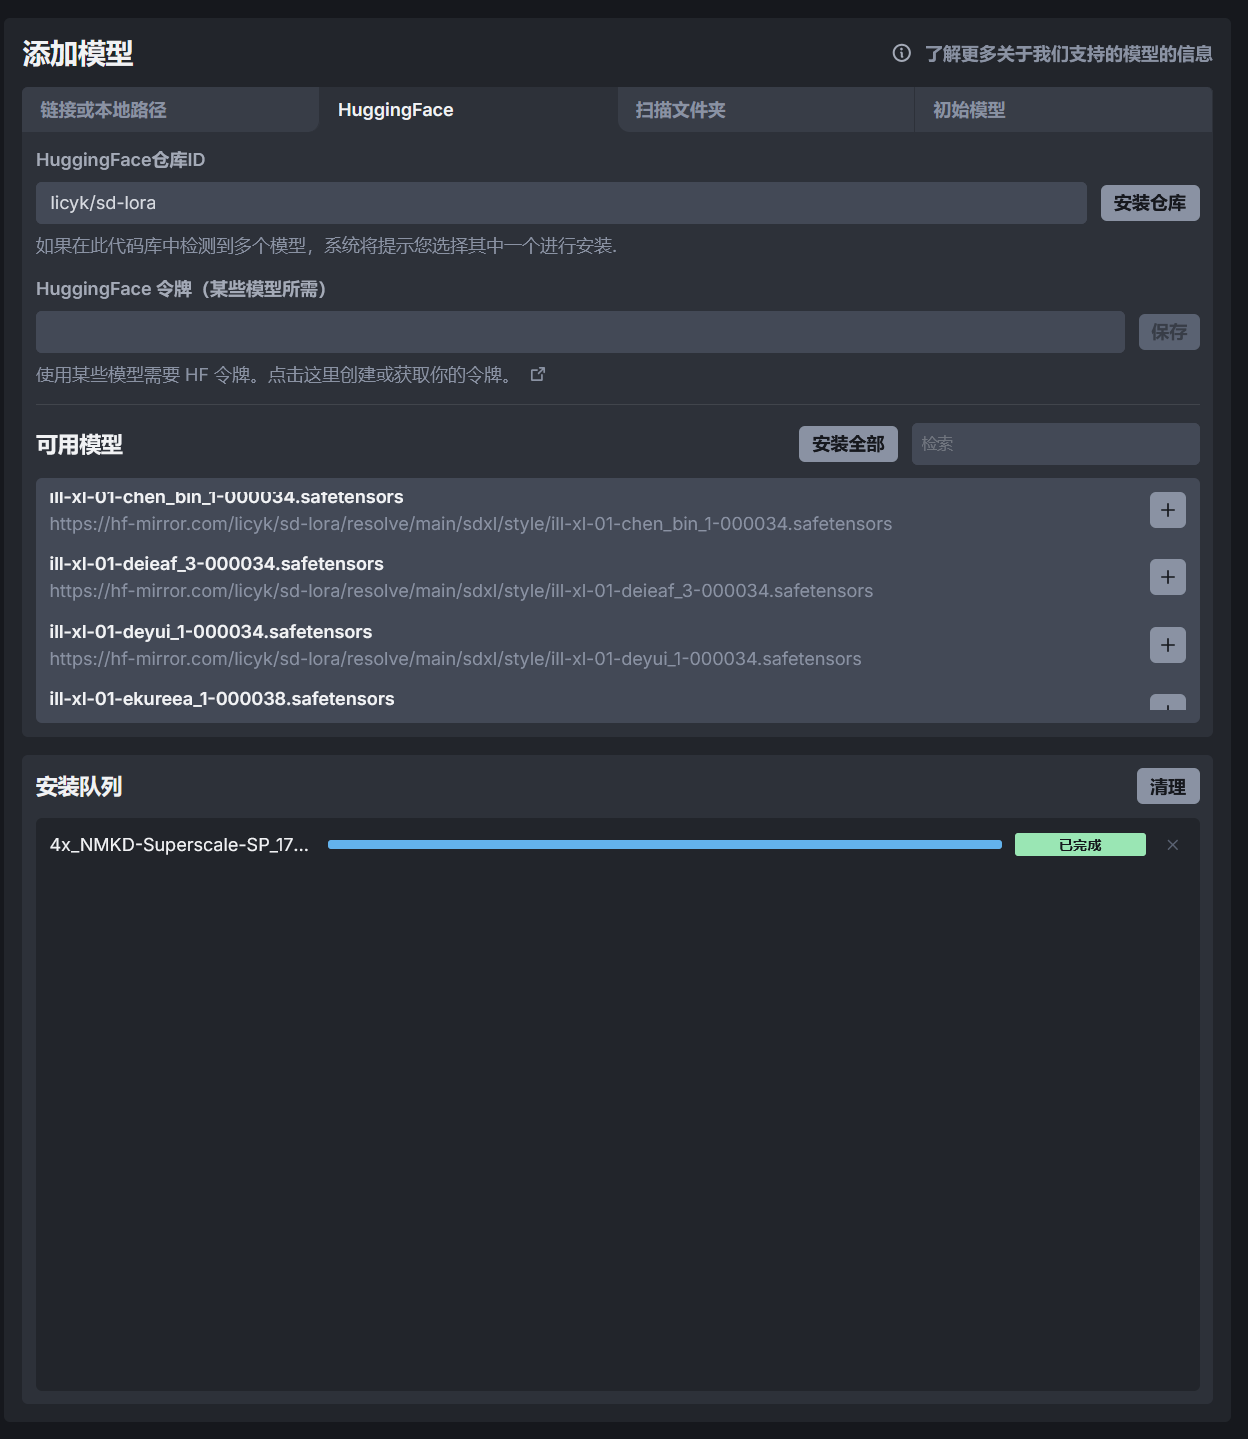 添加模型
了解更多关于我们支持的模型的信息
链接或本地路径
HuggingFace
扫描文件夹
初始模型
HuggingFace仓库ID
licyk/sd-lora
安装仓库
如果在此代码库中检测到多个模型，系统将提示您选择其中一个进行安装.
HuggingFace 令牌（某些模型所需）
保存
使用某些模型需要 HF 令牌。点击这里创建或获取你的令牌。
可用模型
安装全部
检索
ill-xl-01-chen_bin_1-000034.safetensors
https://hf-mirror.com/licyk/sd-lora/resolve/main/sdxl/style/ill-xl-01-chen_bin_1-000034.safetensors
ill-xl-01-deieaf_3-000034.safetensors
https://hf-mirror.com/licyk/sd-lora/resolve/main/sdxl/style/ill-xl-01-deieaf_3-000034.safetensors
ill-xl-01-deyui_1-000034.safetensors
https://hf-mirror.com/licyk/sd-lora/resolve/main/sdxl/style/ill-xl-01-deyui_1-000034.safetensors
ill-xl-01-ekureea_1-000038.safetensors
安装队列
清理
4x_NMKD-Superscale-SP_17...
已完成